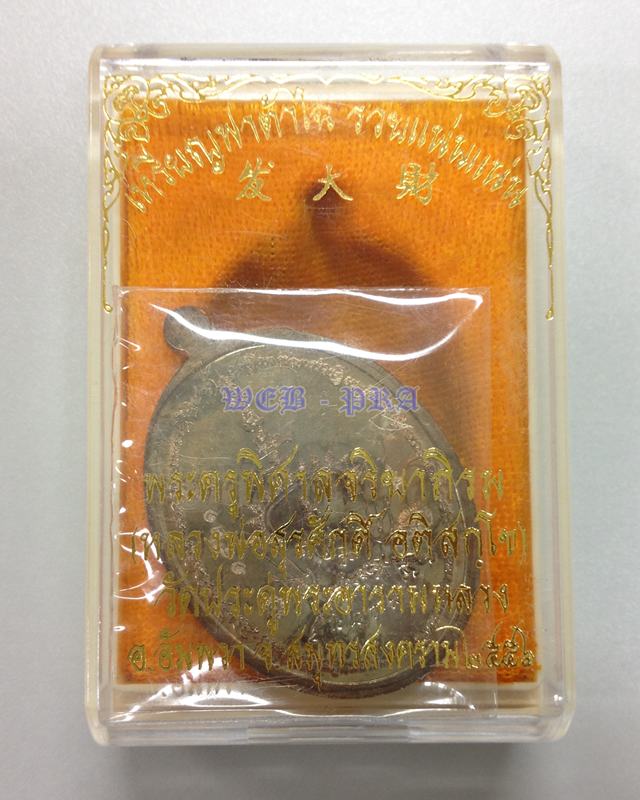 เหรียญฟ้าคำไฉ รวยแน่นแน่น
发 大 财
WEB - PRA
พระครูพิศาลจริยาภิรม
(หลวงพ่อสุรศักดิ์ อติสกฺโข)
วัดประดู่พระอารามหลวง
อ.อัมพวา จ.สมุทรสงคราม ๒๕๕๖